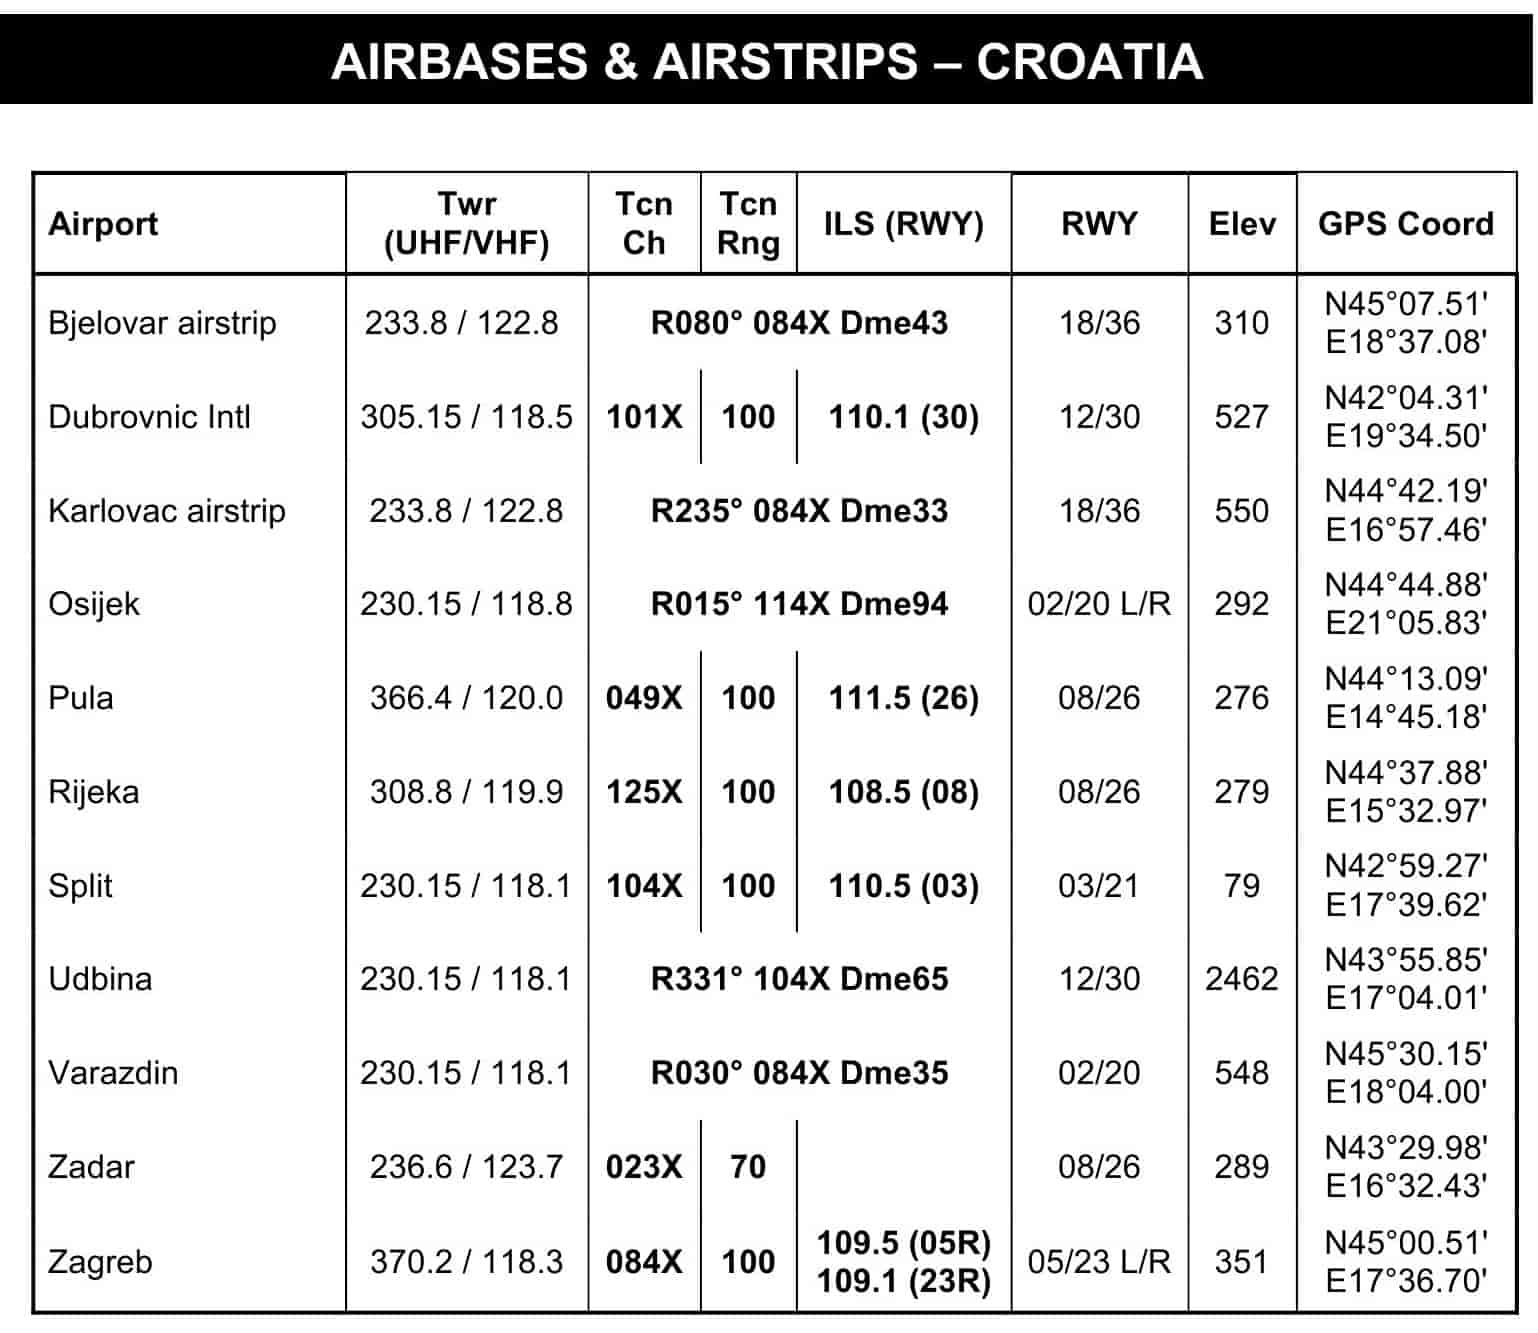 AIRBASES & AIRSTRIPS – CROATIA
Airport Twr (UHF/VHF) Tcn Ch Tcn Rng ILS (RWY) RWY Elev GPS Coord
Bjelovar airstrip 233.8 / 122.8 R080° 084X Dme43 18/36 310 N45°07.51' E18°37.08'
Dubrovnic Intl 305.15 / 118.5 101X 100 110.1 (30) 12/30 527 N42°04.31' E19°34.50'
Karlovac airstrip 233.8 / 122.8 R235° 084X Dme33 18/36 550 N44°42.19' E16°57.46'
Osijek 230.15 / 118.8 R015° 114X Dme94 02/20 L/R 292 N44°44.88' E21°05.83'
Pula 366.4 / 120.0 049X 100 111.5 (26) 08/26 276 N44°13.09' E14°45.18'
Rijeka 308.8 / 119.9 125X 100 108.5 (08) 08/26 279 N44°37.88' E15°32.97'
Split 230.15 / 118.1 104X 100 110.5 (03) 03/21 79 N42°59.27' E17°39.62'
Udbina 230.15 / 118.1 R331° 104X Dme65 12/30 2462 N43°55.85' E17°04.01'
Varazdin 230.15 / 118.1 R030° 084X Dme35 02/20 548 N45°30.15' E18°04.00'
Zadar 236.6 / 123.7 023X 70 08/26 289 N43°29.98' E16°32.43'
Zagreb 370.2 / 118.3 084X 100 109.5 (05R) 109.1 (23R) 05/23 L/R 351 N45°00.51' E17°36.70'